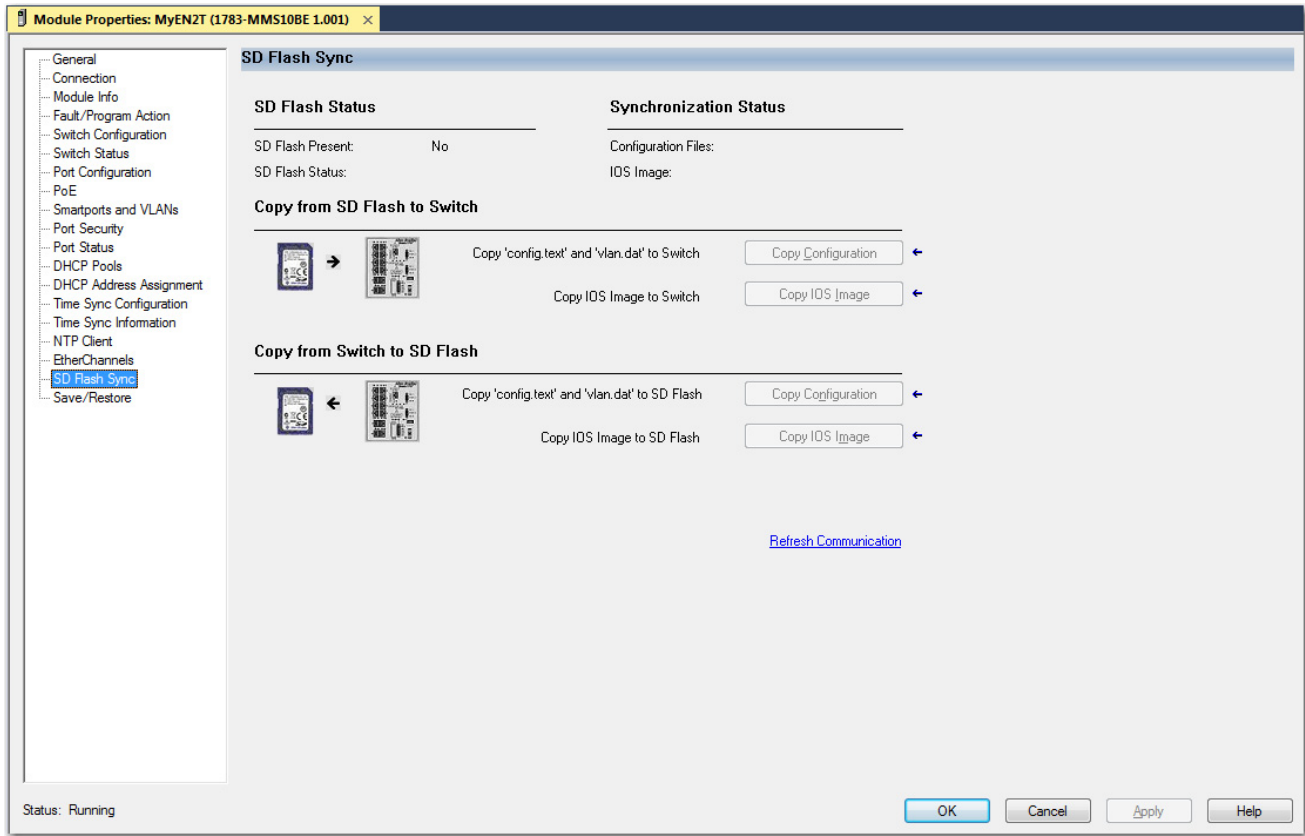 Module Properties: MyEN2T (1783-MMS10BE 1.001) ×
General
Connection
Module Info
Fault/Program Action
Switch Configuration
Switch Status
Port Configuration
PoE
Smartports and VLANs
Port Security
Port Status
DHCP Pools
DHCP Address Assignment
Time Sync Configuration
Time Sync Information
NTP Client
EtherChannels
SD Flash Sync
Save/Restore
SD Flash Sync
SD Flash Status
SD Flash Present: No
SD Flash Status:
Synchronization Status
Configuration Files:
IOS Image:
Copy from SD Flash to Switch
Copy 'config.text' and 'vlan.dat' to Switch Copy Configuration
Copy IOS Image to Switch Copy IOS Image
Copy from Switch to SD Flash
Copy 'config.text' and 'vlan.dat' to SD Flash Copy Configuration
Copy IOS Image to SD Flash Copy IOS Image
Refresh Communication
Status: Running
OK Cancel Apply Help